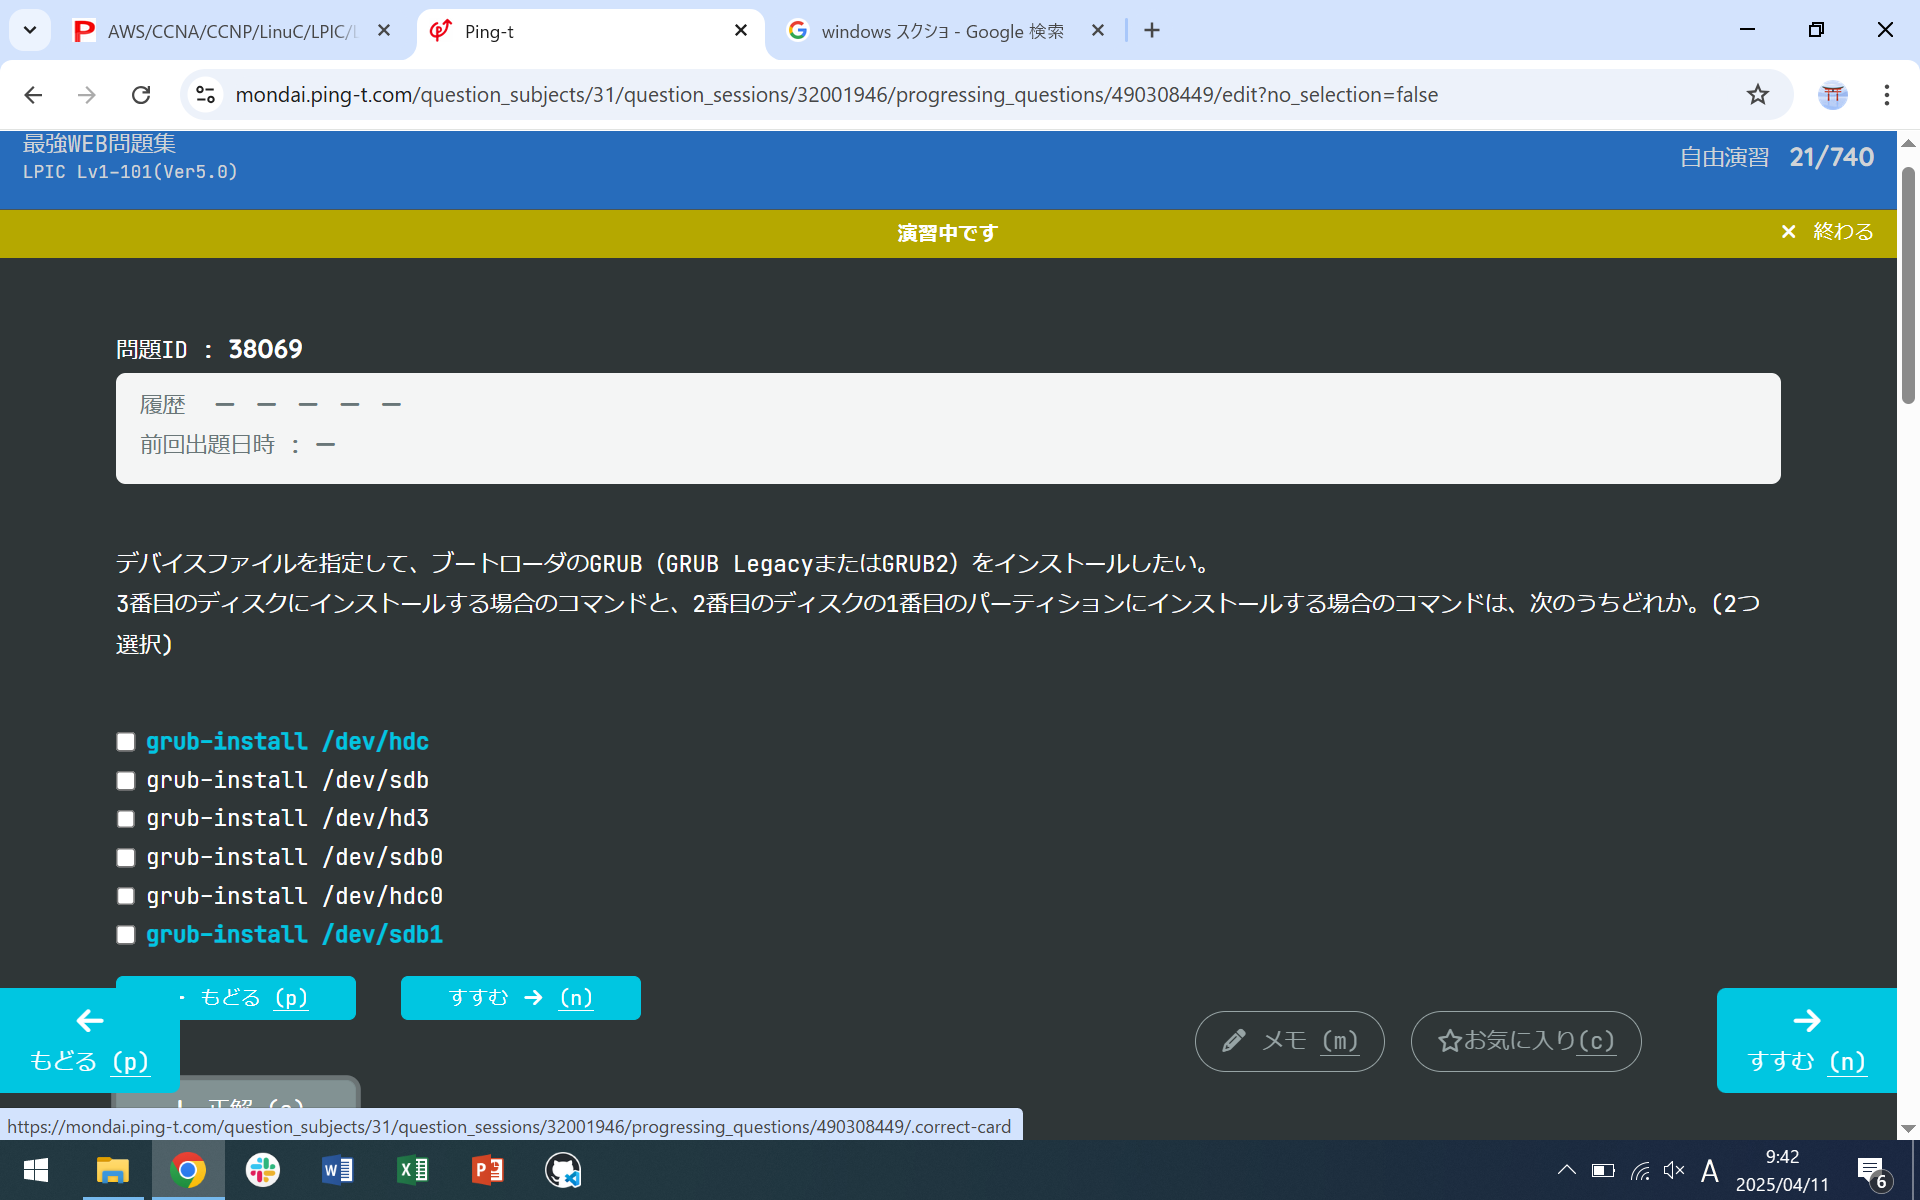 AWS/CCNA/CCNP/LinuC/LPIC/
Ping-t
windows スクショ - Google 検索
mondai.ping-t.com/question_subjects/31/question_sessions/32001946/progressing_questions/490308449/edit?no_selection=false
最強WEB問題集
LPIC Lv1-101(Ver5.0)
自由演習 21/740
演習中です
× 終わる
問題ID : 38069
履歴 ー ー ー ー ー
前回出題日時 : ー
デバイスファイルを指定して、ブートローダのGRUB（GRUB LegacyまたはGRUB2）をインストールしたい。
3番目のディスクにインストールする場合のコマンドと、2番目のディスクの1番目のパーティションにインストールする場合のコマンドは、次のうちどれか。(2つ
選択)
grub-install /dev/hdc
grub-install /dev/sdb
grub-install /dev/hd3
grub-install /dev/sdb0
grub-install /dev/hdc0
grub-install /dev/sdb1
もどる (p)
すすむ → (n)
←
もどる (p)
メモ (m)
☆お気に入り(c)
→
すすむ (n)
正解
https://mondai.ping-t.com/question_subjects/31/question_sessions/32001946/progressing_questions/490308449/.correct-card
A
9:42
2025/04/11
6